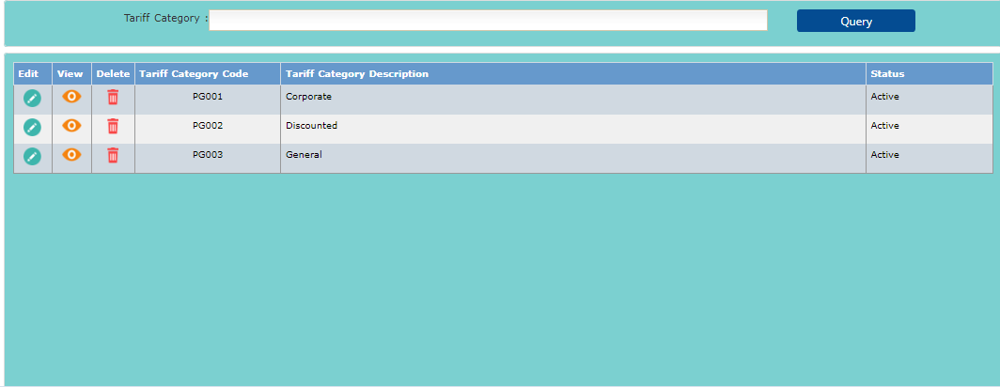 Tariff Category :
Query
Edit View Delete Tariff Category Code Tariff Category Description Status
PG001 Corporate Active
PG002 Discounted Active
PG003 General Active